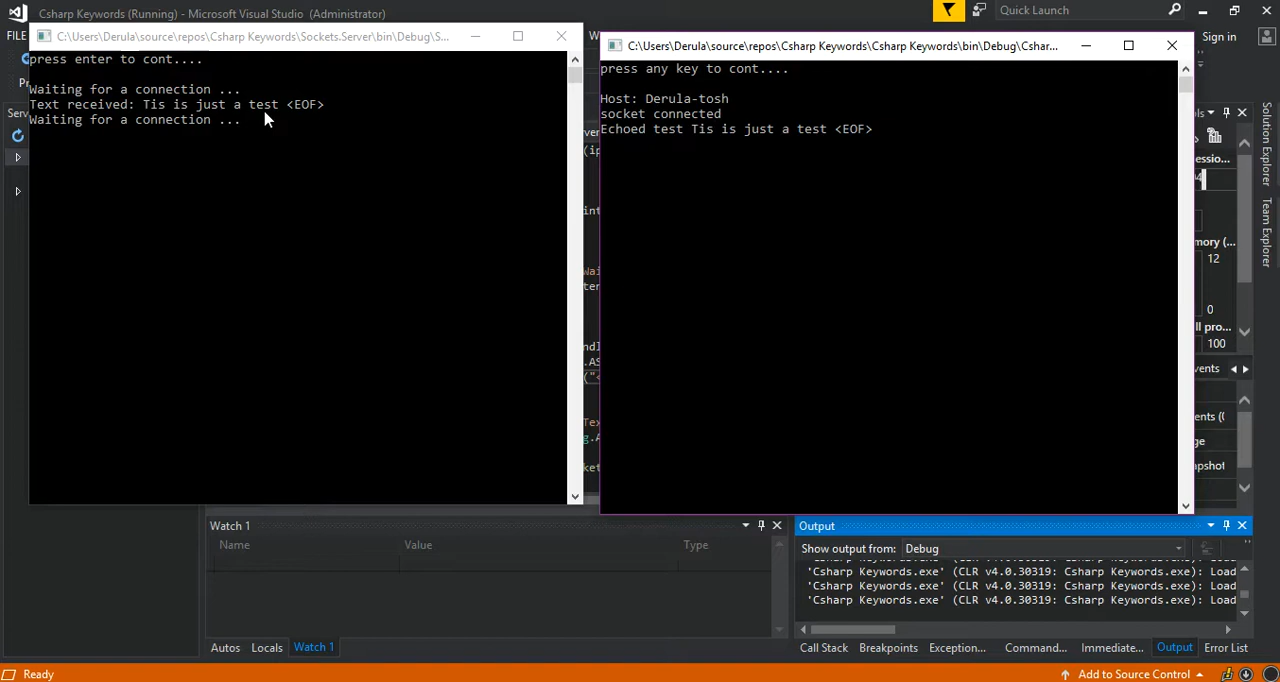 Csharp Keywords (Running) - Microsoft Visual Studio (Administrator)
Quick Launch
FILE
Sign in
C:\Users\Derula\source\repos\Csharp Keywords\Sockets.Server\bin\Debug\S...
press enter to cont....
Waiting for a connection ...
Text received: Tis is just a test <EOF>
Waiting for a connection ...
C:\Users\Derula\source\repos\Csharp Keywords\Csharp Keywords\bin\Debug\Cshar...
press any key to cont....
Host: Derula-tosh
socket connected
Echoed test Tis is just a test <EOF>
Solution Explorer
Team Explorer
12
0
100
Watch 1
Name Value Type
Autos Locals Watch 1
Output
Show output from: Debug
'Csharp Keywords.exe' (CLR v4.0.30319: Csharp Keywords.exe): Load
'Csharp Keywords.exe' (CLR v4.0.30319: Csharp Keywords.exe): Load
'Csharp Keywords.exe' (CLR v4.0.30319: Csharp Keywords.exe): Load
Call Stack Breakpoints Exception... Command... Immediate... Output Error List
Ready
Add to Source Control